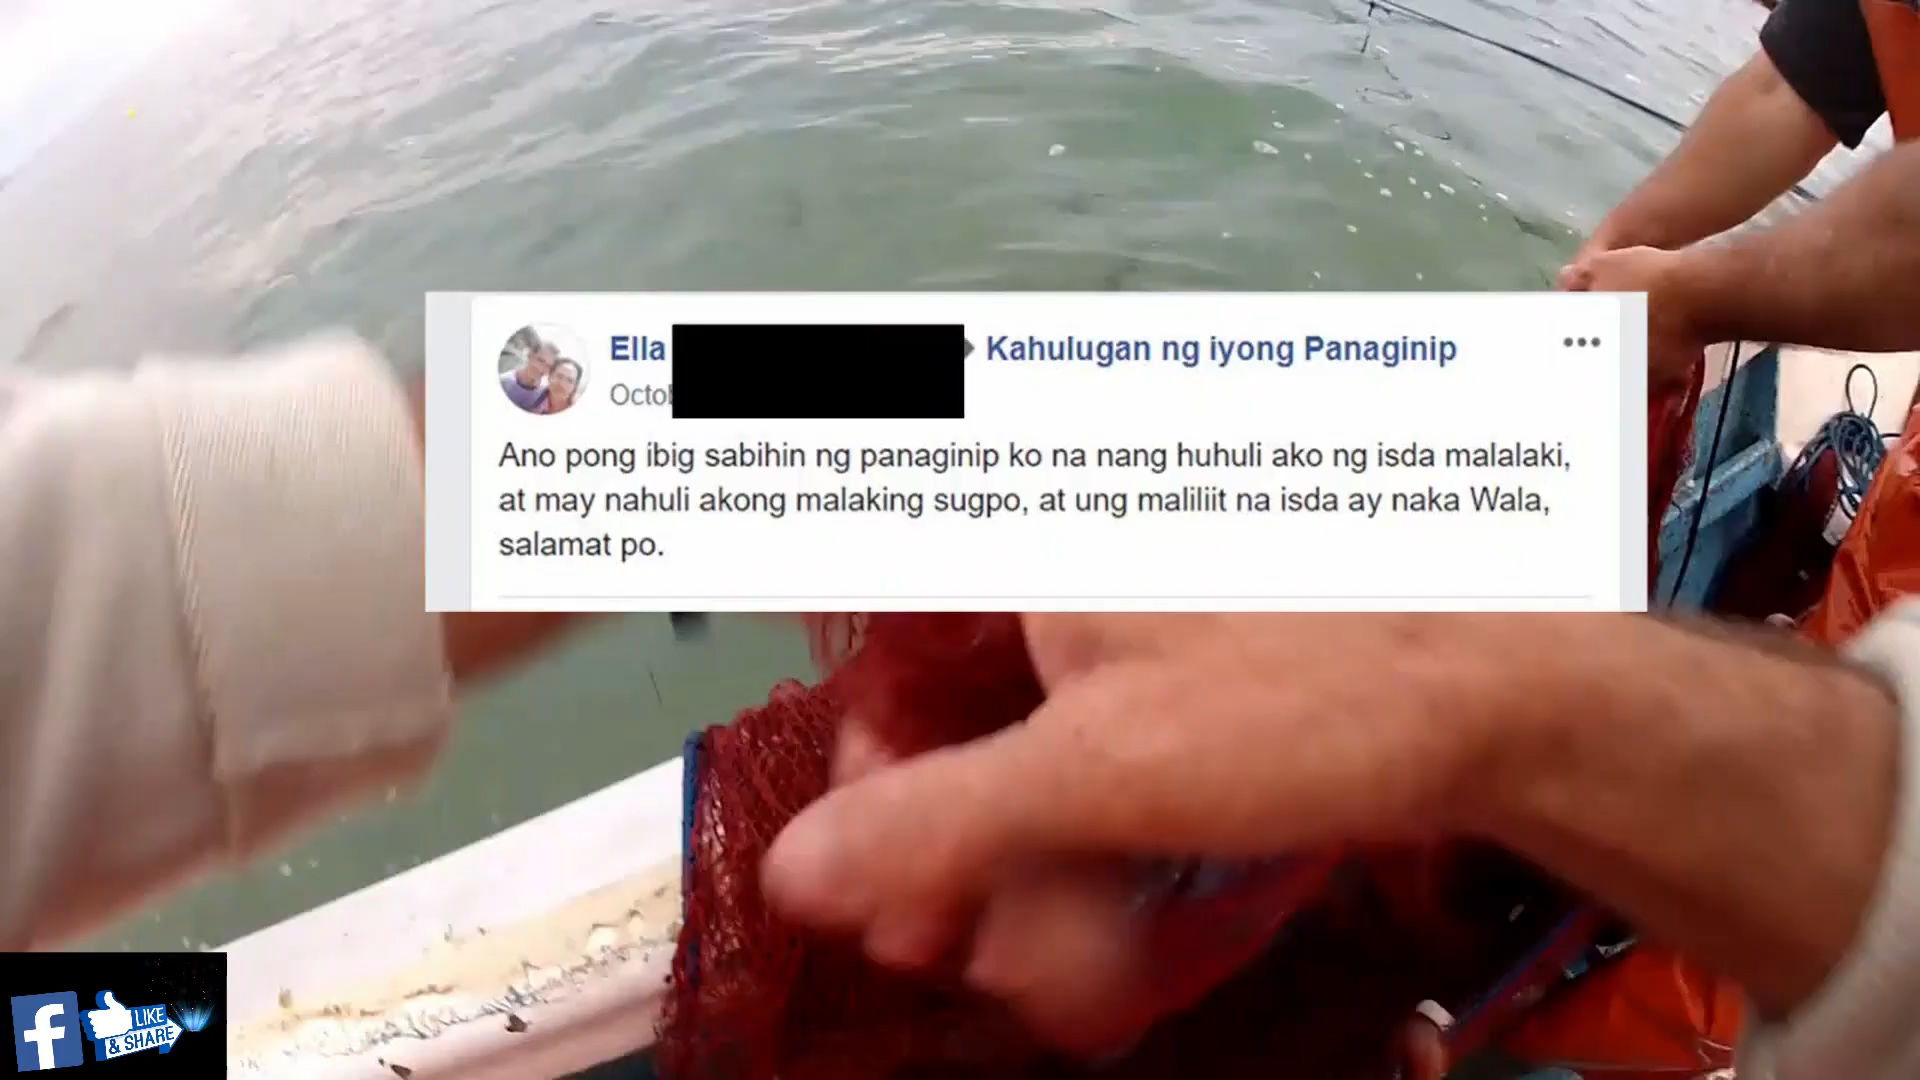 Ella
Kahulugan ng iyong Panaginip
Ano pong ibig sabihin ng panaginip ko na nang huhuli ako ng isda malalaki,
at may nahuli akong malaking sugpo, at ung maliliit na isda ay naka Wala,
salamat po.
f
LIKE
& SHARE